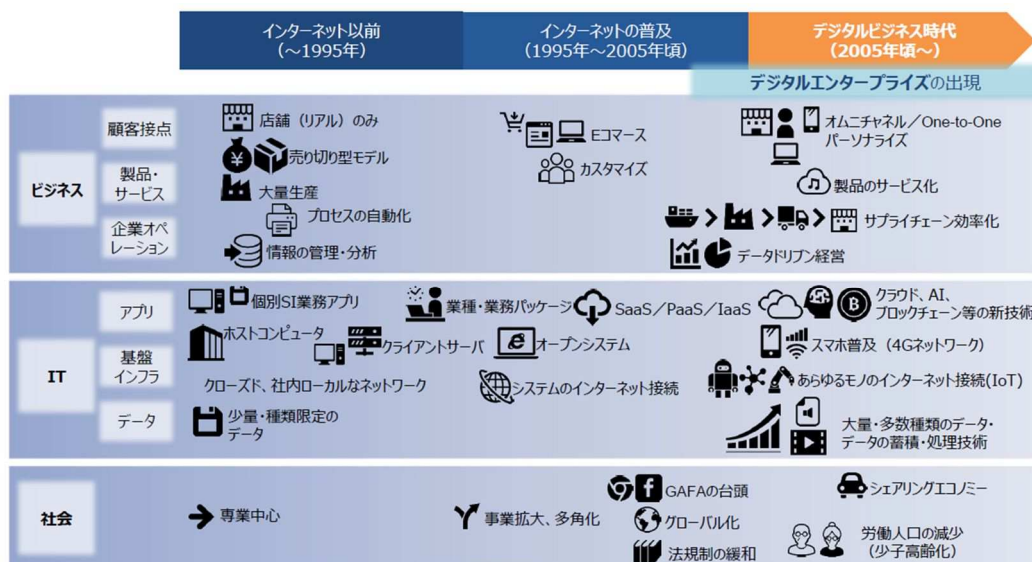 インターネット以前
(～1995年)
インターネットの普及
(1995年～2005年頃)
デジタルビジネス時代
(2005年頃～)
デジタルエンタープライズの出現
ビジネス
顧客接点
店舗（リアル）のみ
Eコマース
オムニチャネル／One-to-One
パーソナライズ
製品・
サービス
売り切り型モデル
大量生産
カスタマイズ
製品のサービス化
企業オペ
レーション
プロセスの自動化
情報の管理・分析
サプライチェーン効率化
データドリブン経営
IT
アプリ
個別SI業務アプリ
業種・業務パッケージ
SaaS／PaaS／IaaS
クラウド、AI、
ブロックチェーン等の新技術
基盤
インフラ
ホストコンピュータ
クライアントサーバ
オープンシステム
スマホ普及（4Gネットワーク）
クローズド、社内ローカルなネットワーク
システムのインターネット接続
あらゆるモノのインターネット接続(IoT)
データ
少量・種類限定の
データ
大量・多数種類のデータ・
データの蓄積・処理技術
社会
専業中心
事業拡大、多角化
GAFAの台頭
グローバル化
法規制の緩和
シェアリングエコノミー
労働人口の減少
(少子高齢化)